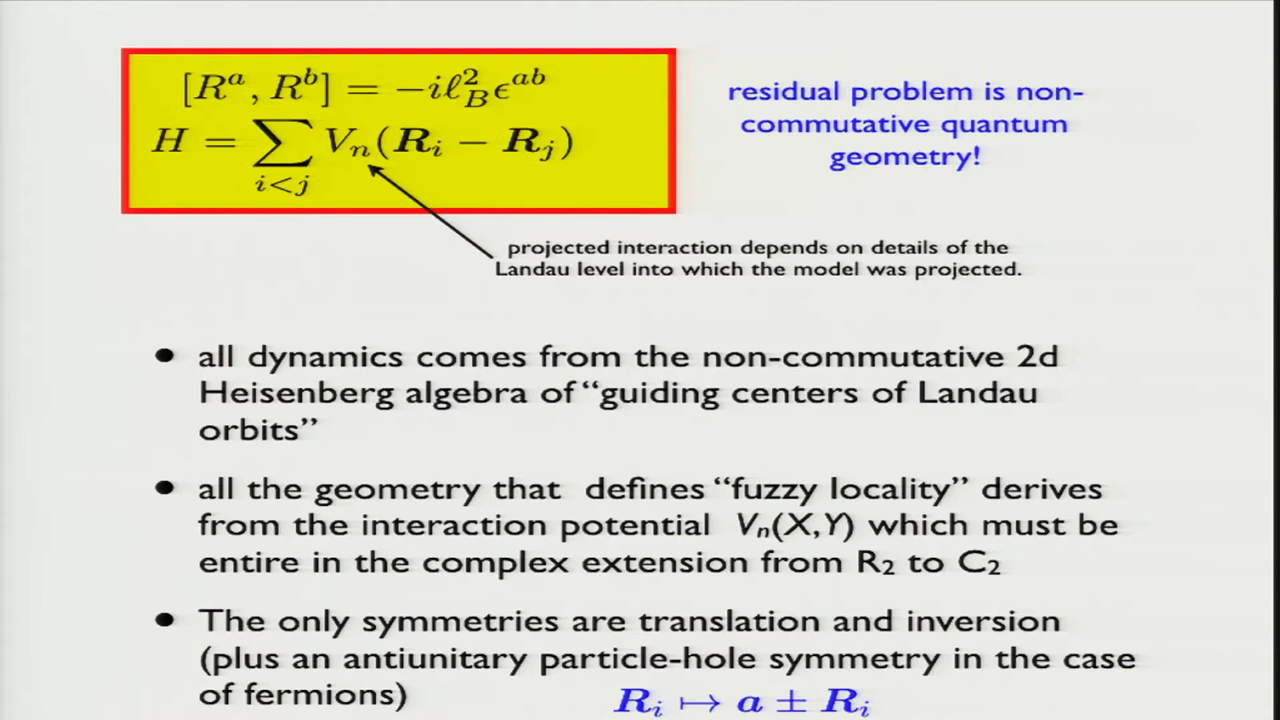 [R^a, R^b] = −iℓ_B^2 ϵ^{ab}
H = ∑_{i<j} V_n(R_i − R_j)
residual problem is non-
commutative quantum
geometry!
projected interaction depends on details of the
Landau level into which the model was projected.
• all dynamics comes from the non-commutative 2d
Heisenberg algebra of “guiding centers of Landau
orbits”
• all the geometry that defines “fuzzy locality” derives
from the interaction potential V_n(X,Y) which must be
entire in the complex extension from R_2 to C_2
• The only symmetries are translation and inversion
(plus an antiunitary particle-hole symmetry in the case
of fermions) R_i ↦ a ± R_i